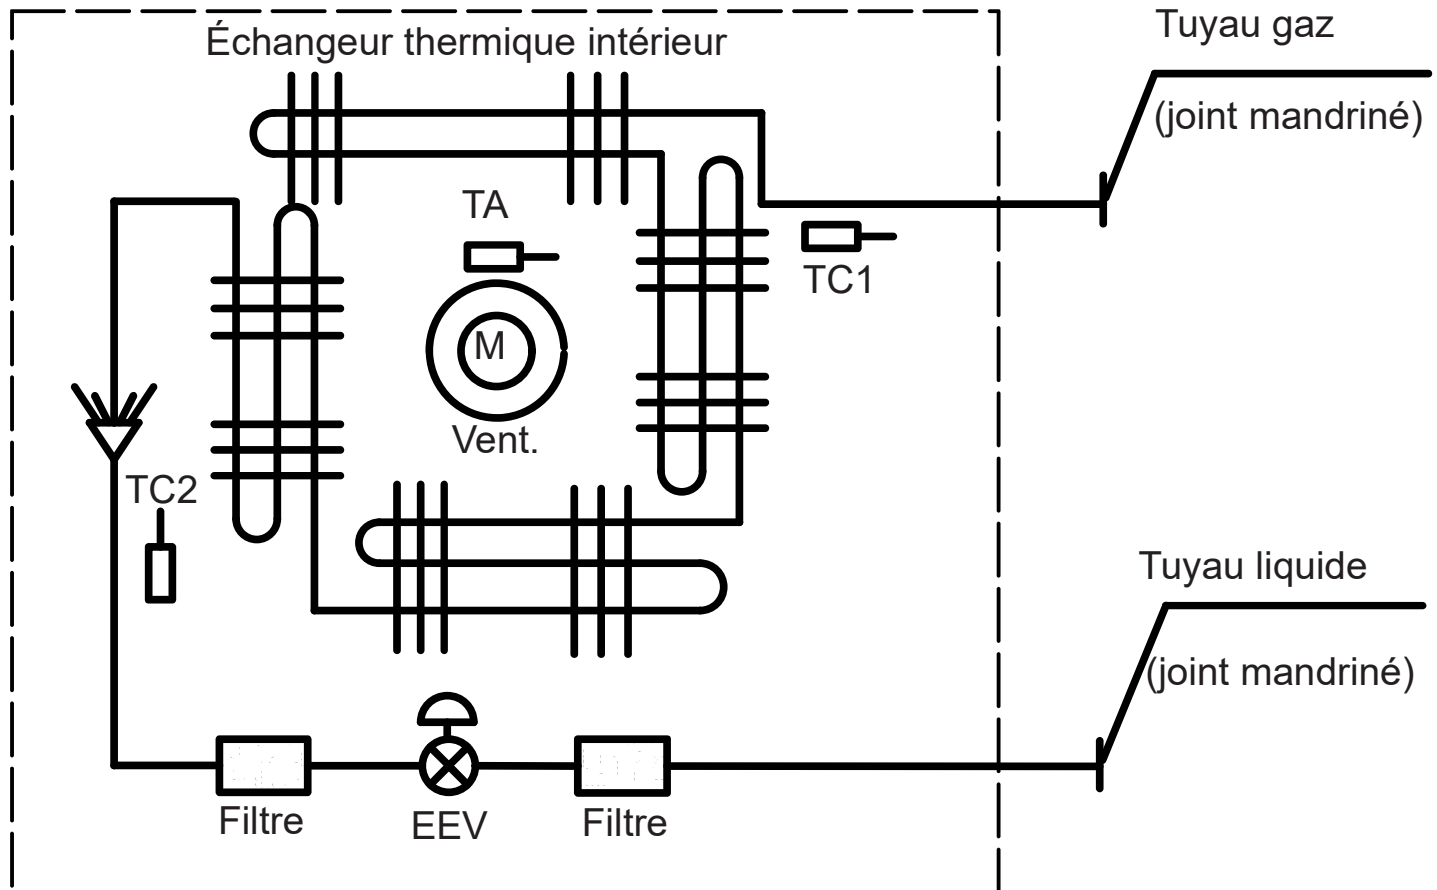 Tuyau gaz
Échangeur thermique intérieur
(joint mandriné)
TA
TC1
M
Vent.
TC2
Tuyau liquide
(joint mandriné)
Filtre
EEV
Filtre